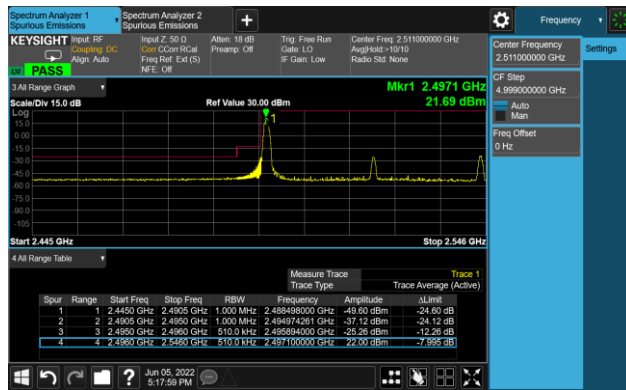 Spectrum Analyzer 1
Spurious Emissions
Spectrum Analyzer 2
Spurious Emissions
Frequency
KEYSIGHT
Input: RF
Coupling: DC
Align: Auto
Input Z: 50 Ω
Corr CCorr RCal
Freq Ref: Ext (S)
NFE: Off
Atten: 18 dB
Preamp: Off
Trig: Free Run
Gate: LO
IF Gain: Low
Center Freq: 2.511000000 GHz
Avg|Hold:>10/10
Radio Std: None
PASS
Center Frequency
2.511000000 GHz
Settings
CF Step
4.999000000 GHz
Auto
Man
Freq Offset
0 Hz
3 All Range Graph
Mkr1 2.4971 GHz
21.69 dBm
Scale/Div 15.0 dB
Ref Value 30.00 dBm
Log
15.0
0.00
-15.0
-30.0
-45.0
-60.0
-75.0
-90.0
-105
1
Start 2.445 GHz
Stop 2.546 GHz
4 All Range Table
Measure Trace Trace 1
Trace Type Trace Average (Active)
Spur Range Start Freq Stop Freq RBW Frequency Amplitude ΔLimit
1 1 2.4450 GHz 2.4905 GHz 1.000 MHz 2.488498000 GHz -49.60 dBm -24.60 dB
2 2 2.4905 GHz 2.4950 GHz 1.000 MHz 2.494974261 GHz -37.12 dBm -24.12 dB
3 3 2.4950 GHz 2.4960 GHz 510.0 kHz 2.495894000 GHz -25.26 dBm -12.26 dB
4 4 2.4960 GHz 2.5460 GHz 510.0 kHz 2.497100000 GHz 22.00 dBm -7.995 dB
?
Jun 05, 2022
5:17:59 PM